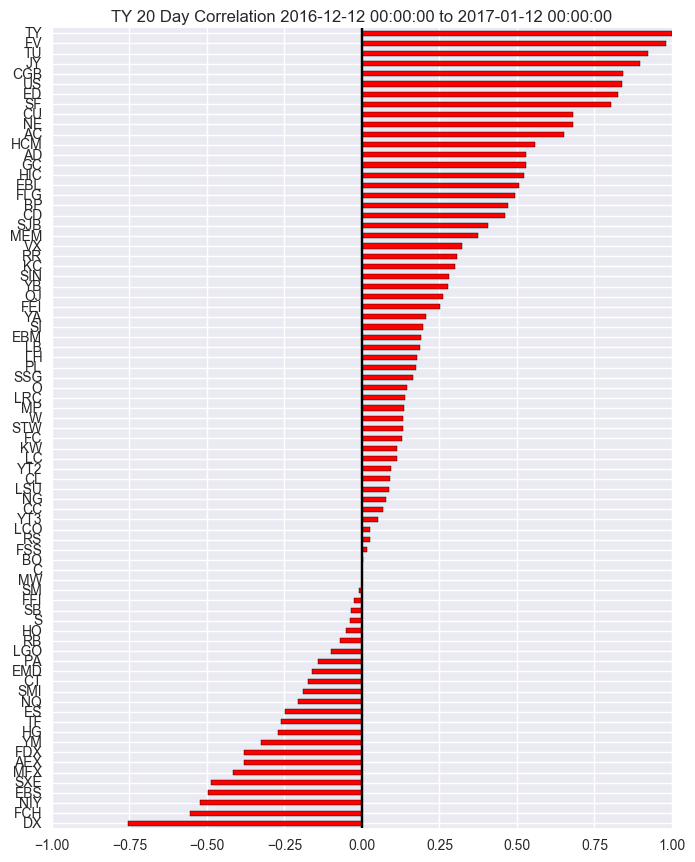 TY 20 Day Correlation 2016-12-12 00:00:00 to 2017-01-12 00:00:00
TY
FV
TU
JY
CGB
US
ED
SF
CU
NE
AC
HCM
AD
GC
HIC
EBL
FLG
BP
CD
SJB
MEM
VX
RR
KC
SIN
YB
OJ
FEI
YA
SI
EBM
LB
LH
PL
SSG
O
LRC
MP
W
STW
FC
KW
LC
YT2
CL
LSU
NG
CC
YT3
LCO
RS
FSS
BO
C
MW
SM
SB
S
HO
RB
LGO
PA
EMD
CT
SMI
NQ
ES
TF
HG
YM
FDX
AEX
MFX
SXE
EBS
NIY
FCH
DX
−1.00 −0.75 −0.50 −0.25 0.00 0.25 0.50 0.75 1.00